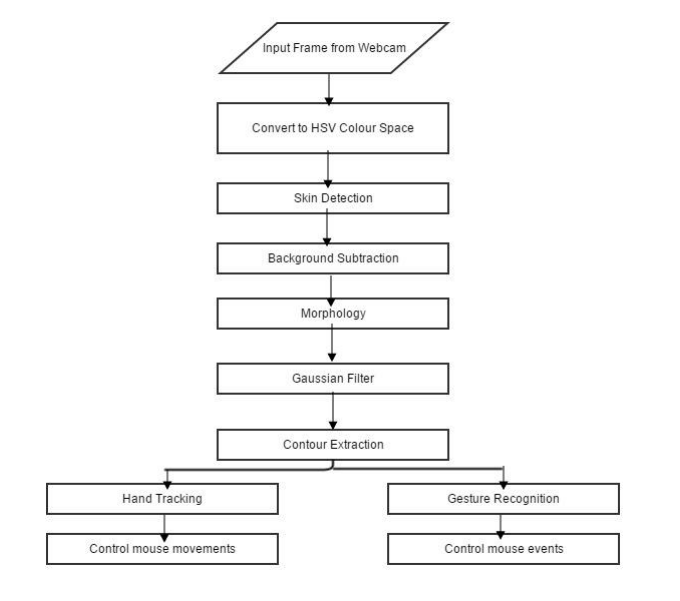 Input Frame from Webcam
Convert to HSV Colour Space
Skin Detection
Background Subtraction
Morphology
Gaussian Filter
Contour Extraction
Hand Tracking
Gesture Recognition
Control mouse movements
Control mouse events